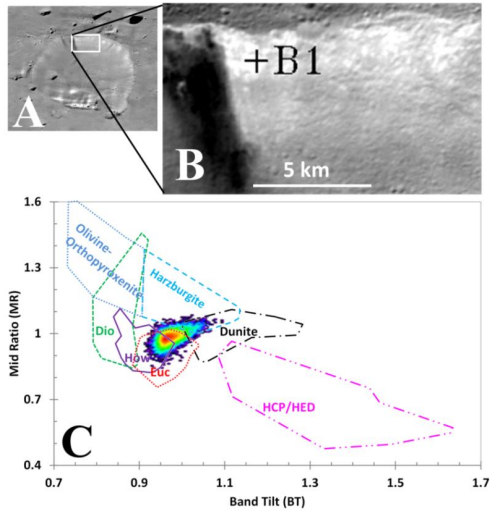 A
+B1
B
5 km
1.6
1.3
1
0.7
0.4
Mid Ratio (MR)
Olivine-
Orthopyroxenite
Harzburgite
Dio
Dunite
How
Euc
HCP/HED
C
0.7
0.9
1.1
1.3
1.5
1.7
Band Tilt (BT)